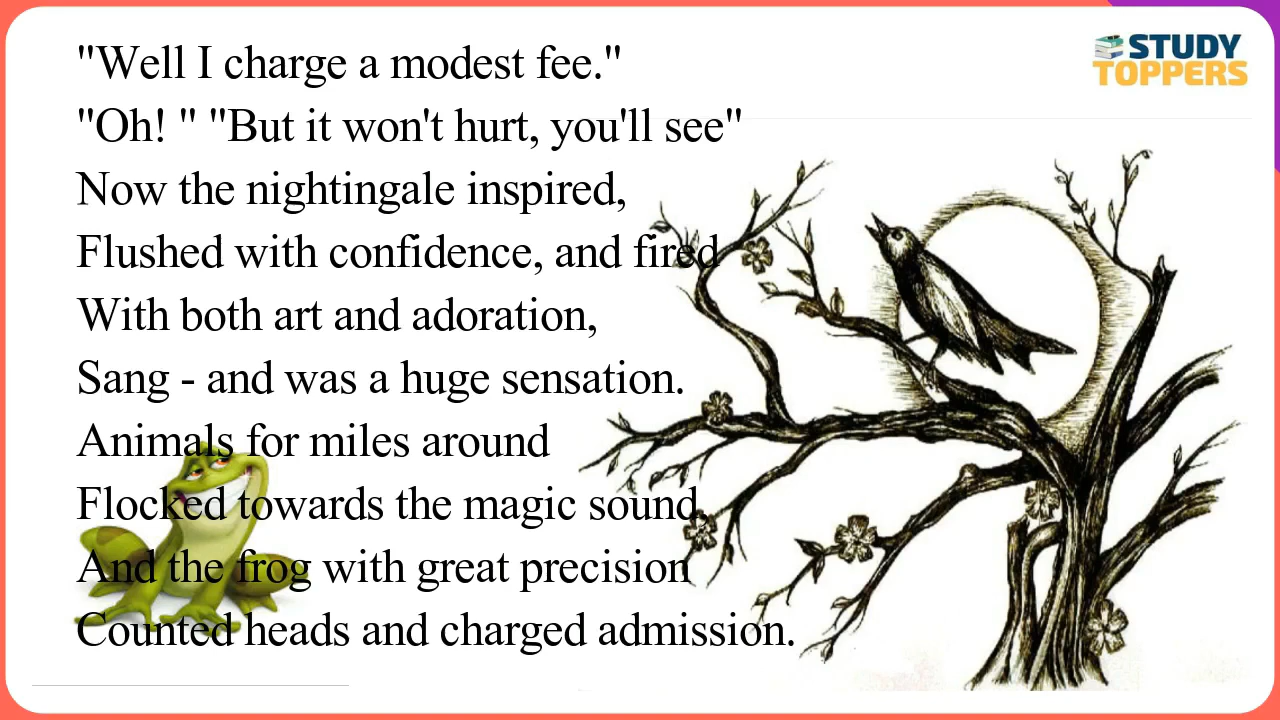 "Well I charge a modest fee."
"Oh! " "But it won't hurt, you'll see"
Now the nightingale inspired,
Flushed with confidence, and fired
With both art and adoration,
Sang - and was a huge sensation.
Animals for miles around
Flocked towards the magic sound,
And the frog with great precision
Counted heads and charged admission.
STUDY
TOPPERS